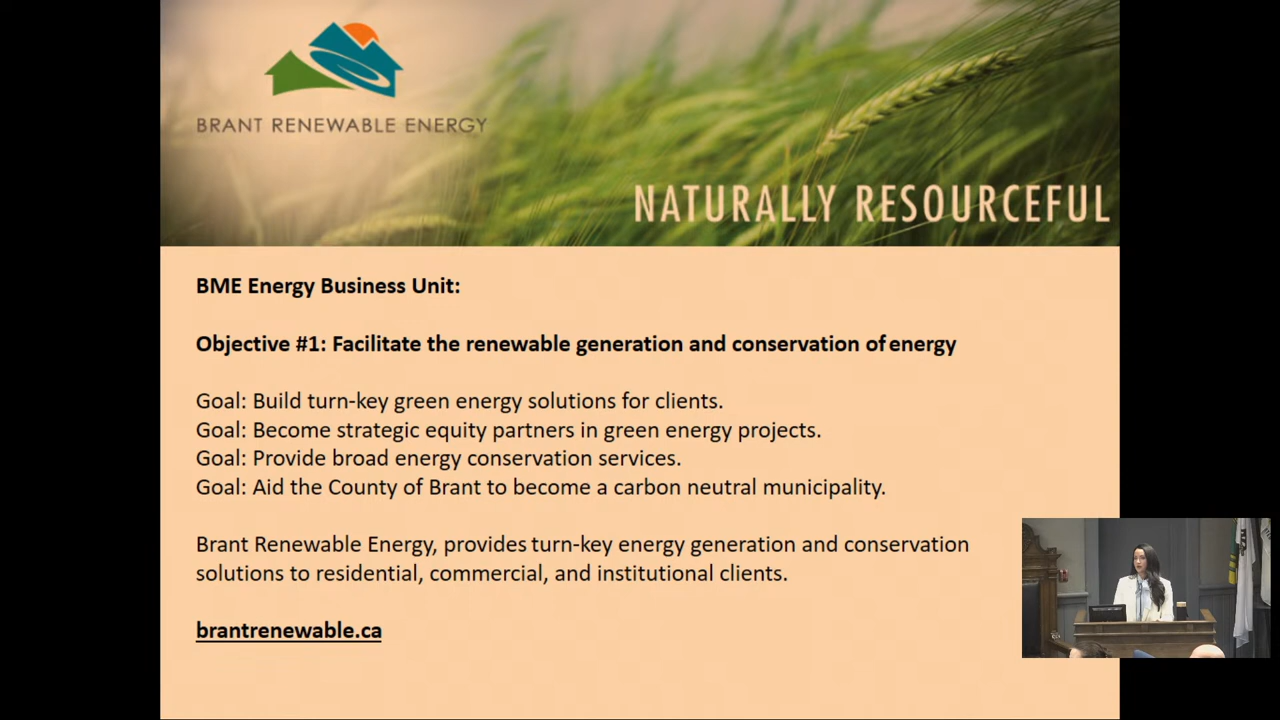 BRANT RENEWABLE ENERGY
NATURALLY RESOURCEFUL
BME Energy Business Unit:
Objective #1: Facilitate the renewable generation and conservation of energy
Goal: Build turn-key green energy solutions for clients.
Goal: Become strategic equity partners in green energy projects.
Goal: Provide broad energy conservation services.
Goal: Aid the County of Brant to become a carbon neutral municipality.
Brant Renewable Energy, provides turn-key energy generation and conservation
solutions to residential, commercial, and institutional clients.
brantrenewable.ca